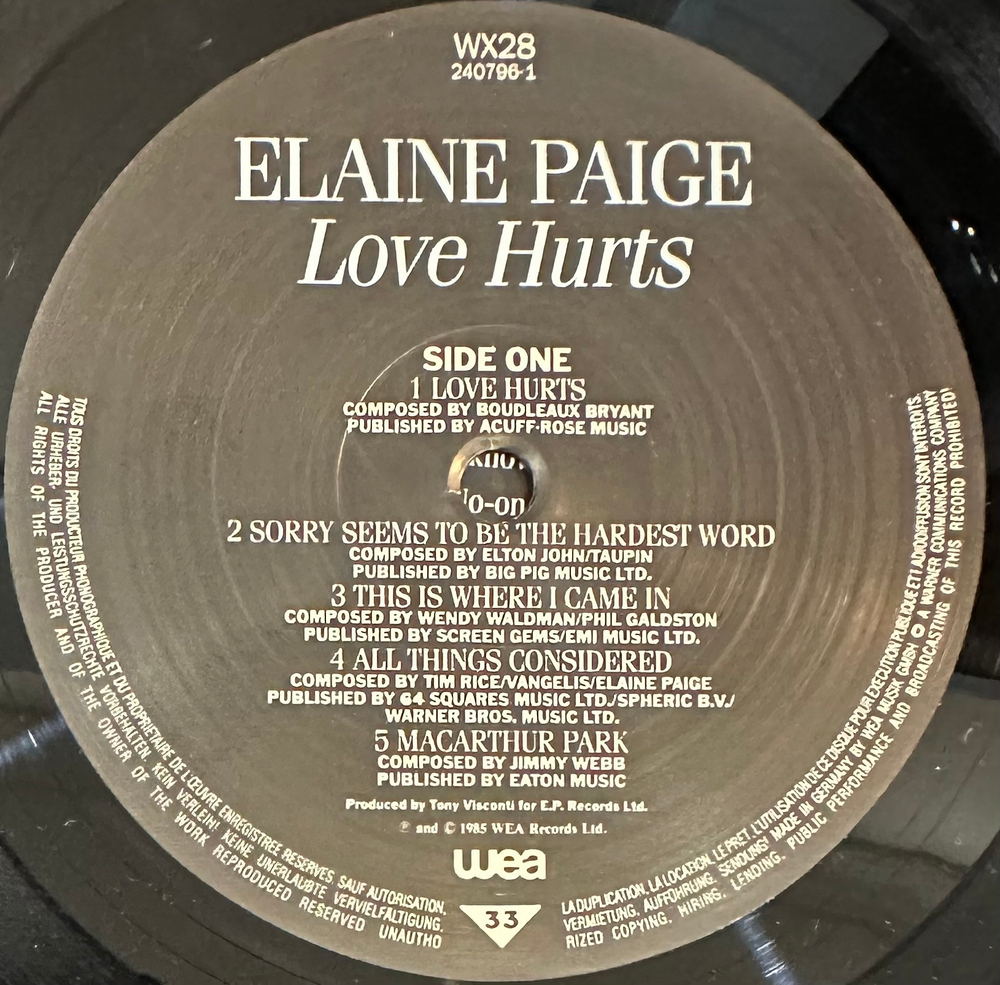 WX28
240796-1
ELAINE PAIGE
Love Hurts
SIDE ONE
1 LOVE HURTS
COMPOSED BY BOUDLEAUX BRYANT
PUBLISHED BY ACUFF-ROSE MUSIC
o-on
2 SORRY SEEMS TO BE THE HARDEST WORD
COMPOSED BY ELTON JOHN/TAUPIN
PUBLISHED BY BIG PIG MUSIC LTD.
3 THIS IS WHERE I CAME IN
COMPOSED BY WENDY WALDMAN/PHIL GALDSTON
PUBLISHED BY SCREEN GEMS/EMI MUSIC LTD.
4 ALL THINGS CONSIDERED
COMPOSED BY TIM RICE/VANGELIS/ELAINE PAIGE
PUBLISHED BY 64 SQUARES MUSIC LTD./SPHERIC B.V./
WARNER BROS. MUSIC LTD.
5 MACARTHUR PARK
COMPOSED BY JIMMY WEBB
PUBLISHED BY EATON MUSIC
Produced by Tony Visconti for E.P. Records Ltd.
℗ and © 1985 WEA Records Ltd.
wea
33
TOUS DROITS DU PRODUCTEUR PHONOGRAPHIQUE ET DU PROPRIETAIRE DE L'ŒUVRE ENREGISTREE RESERVES. SAUF AUTORISATION,
LA DUPLICATION, LA LOCATION, LE PRET, L'UTILISATION DE CE DISQUE POUR EXECUTION PUBLIQUE ET RADIODIFFUSION SONT INTERDITS.
ALLE URHEBER- UND LEISTUNGSSCHUTZRECHTE VORBEHALTEN. KEIN VERLEIH! KEINE UNERLAUBTE VERVIELFÄLTIGUNG,
VERMIETUNG, AUFFÜHRUNG, SENDUNG! MADE IN GERMANY BY WEA MUSIK GMBH A WARNER COMMUNICATIONS COMPANY
ALL RIGHTS OF THE PRODUCER AND OF THE OWNER OF THE WORK REPRODUCED RESERVED UNAUTHO
RIZED COPYING, HIRING, LENDING, PUBLIC PERFORMANCE AND BROADCASTING OF THIS RECORD PROHIBITED!